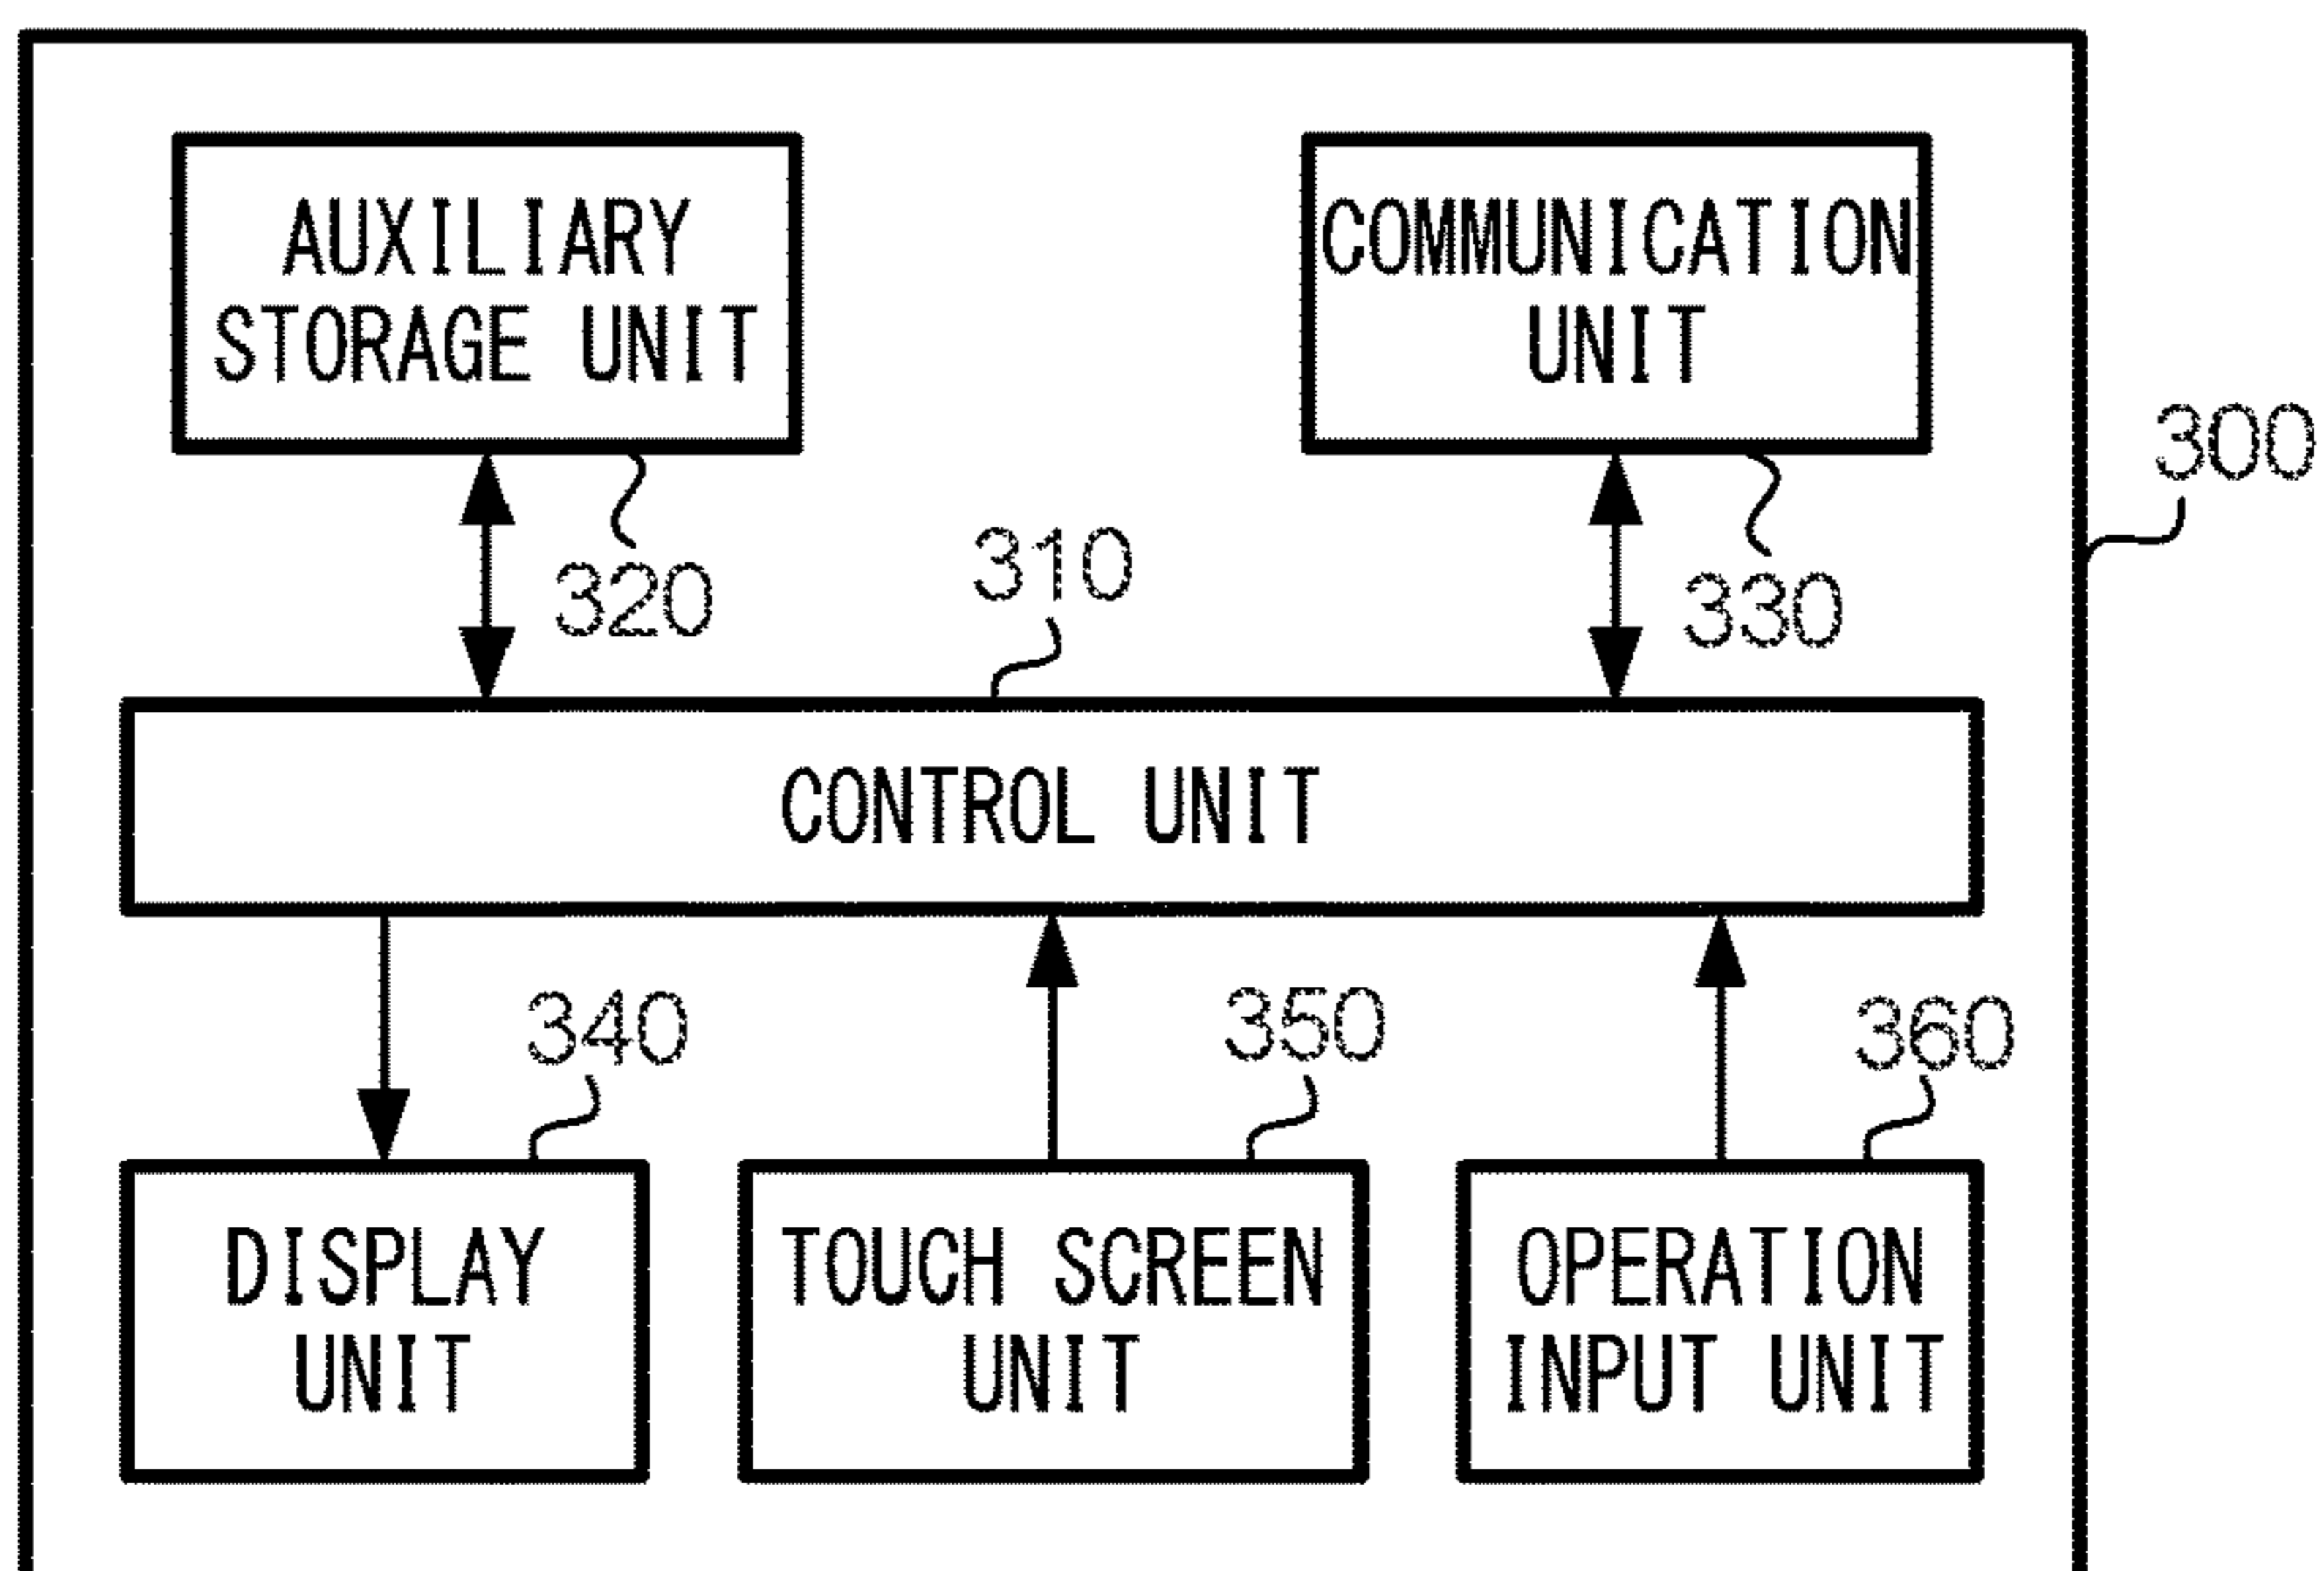 AUXILIARY
STORAGE UNIT
COMMUNICATION
UNIT
300
320
310
330
CONTROL UNIT
340
350
360
DISPLAY
UNIT
TOUCH SCREEN
UNIT
OPERATION
INPUT UNIT